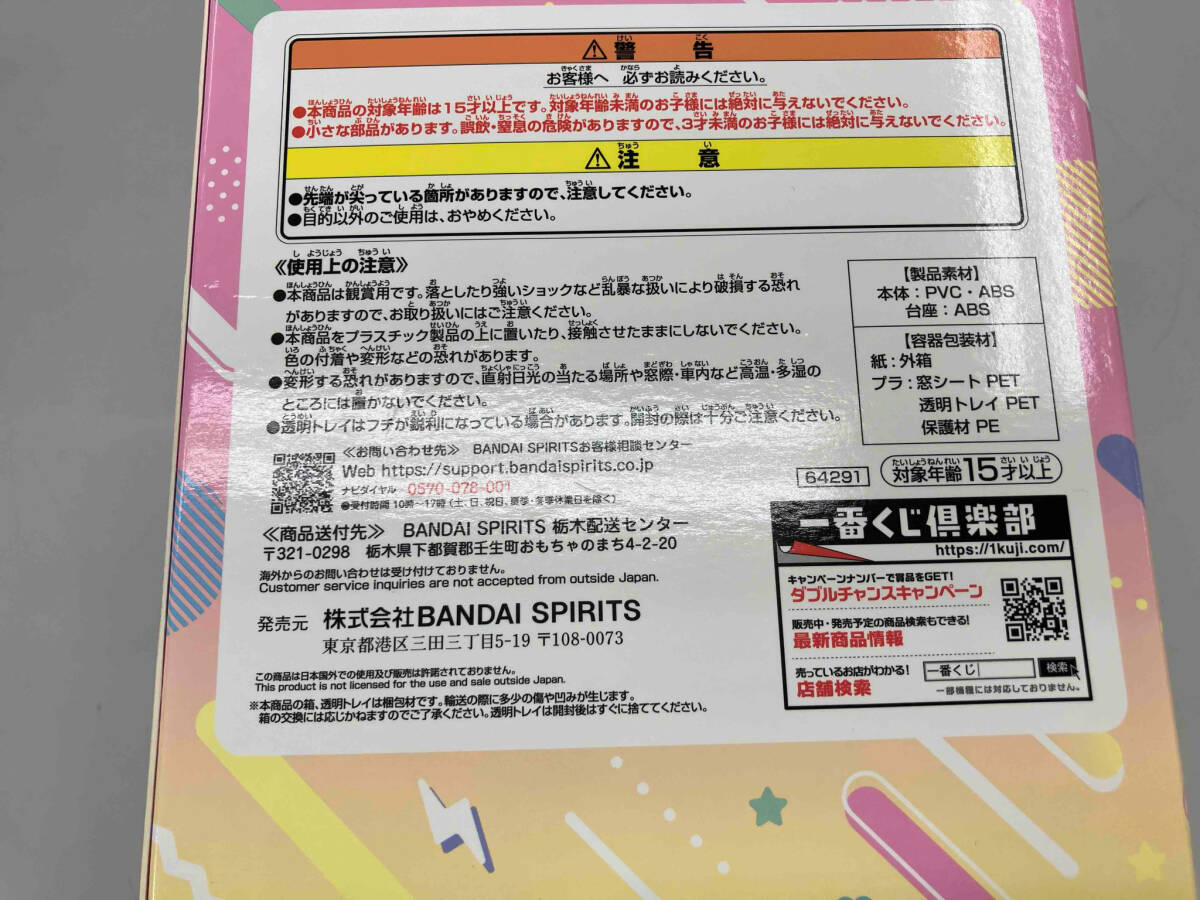 ⚠警告
お客様へ 必ずお読みください。
●本商品の対象年齢は15才以上です。対象年齢未満のお子様には絶対に与えないでください。
●小さな部品があります。誤飲・窒息の危険がありますので、3才未満のお子様には絶対に与えないでください。
⚠注意
●先端が尖っている箇所がありますので、注意してください。
●目的以外のご使用は、おやめください。
《使用上の注意》
●本商品は観賞用です。落としたり強いショックなど乱暴な扱いにより破損する恐れ
がありますので、お取り扱いにはご注意ください。
●本商品をプラスチック製品の上に置いたり、接触させたままにしないでください。
色の付着や変形などの恐れがあります。
●変形する恐れがありますので、直射日光の当たる場所や窓際・車内など高温・多湿の
ところには置かないでください。
●透明トレイはフチが鋭利になっている場合があります。開封の際は十分ご注意ください。
【製品素材】
本体：PVC・ABS
台座：ABS
【容器包装材】
紙：外箱
プラ：窓シート PET
透明トレイ PET
保護材 PE
≪お問い合わせ先≫ BANDAI SPIRITSお客様相談センター
Web https://support.bandaispirits.co.jp
ナビダイヤル 0570-078-001
●受付時間 10時～17時（土、日、祝日、夏季・冬季休業日を除く）
64291
対象年齢15才以上
≪商品送付先≫ BANDAI SPIRITS 栃木配送センター
〒321-0298 栃木県下都賀郡壬生町おもちゃのまち4-2-20
海外からのお問い合わせは受け付けておりません。
Customer service inquiries are not accepted from outside Japan.
発売元 株式会社BANDAI SPIRITS
東京都港区三田三丁目5-19 〒108-0073
この商品は日本国外での使用及び販売は許諾されておりません。
This product is not licensed for the use and sale outside Japan.
※本商品の箱、透明トレイは梱包材です。輸送の際に多少の傷や凹みが生じます。
箱の交換には応じかねますのでご了承ください。透明トレイは開封後はすぐに捨ててください。
一番くじ倶楽部
https://1kuji.com/
キャンペーンナンバーで賞品をGET!
ダブルチャンスキャンペーン
販売中・発売予定の商品検索もできる!
最新商品情報
売っているお店がわかる!
店舗検索
一番くじ 検索
一部機種には対応しておりません。